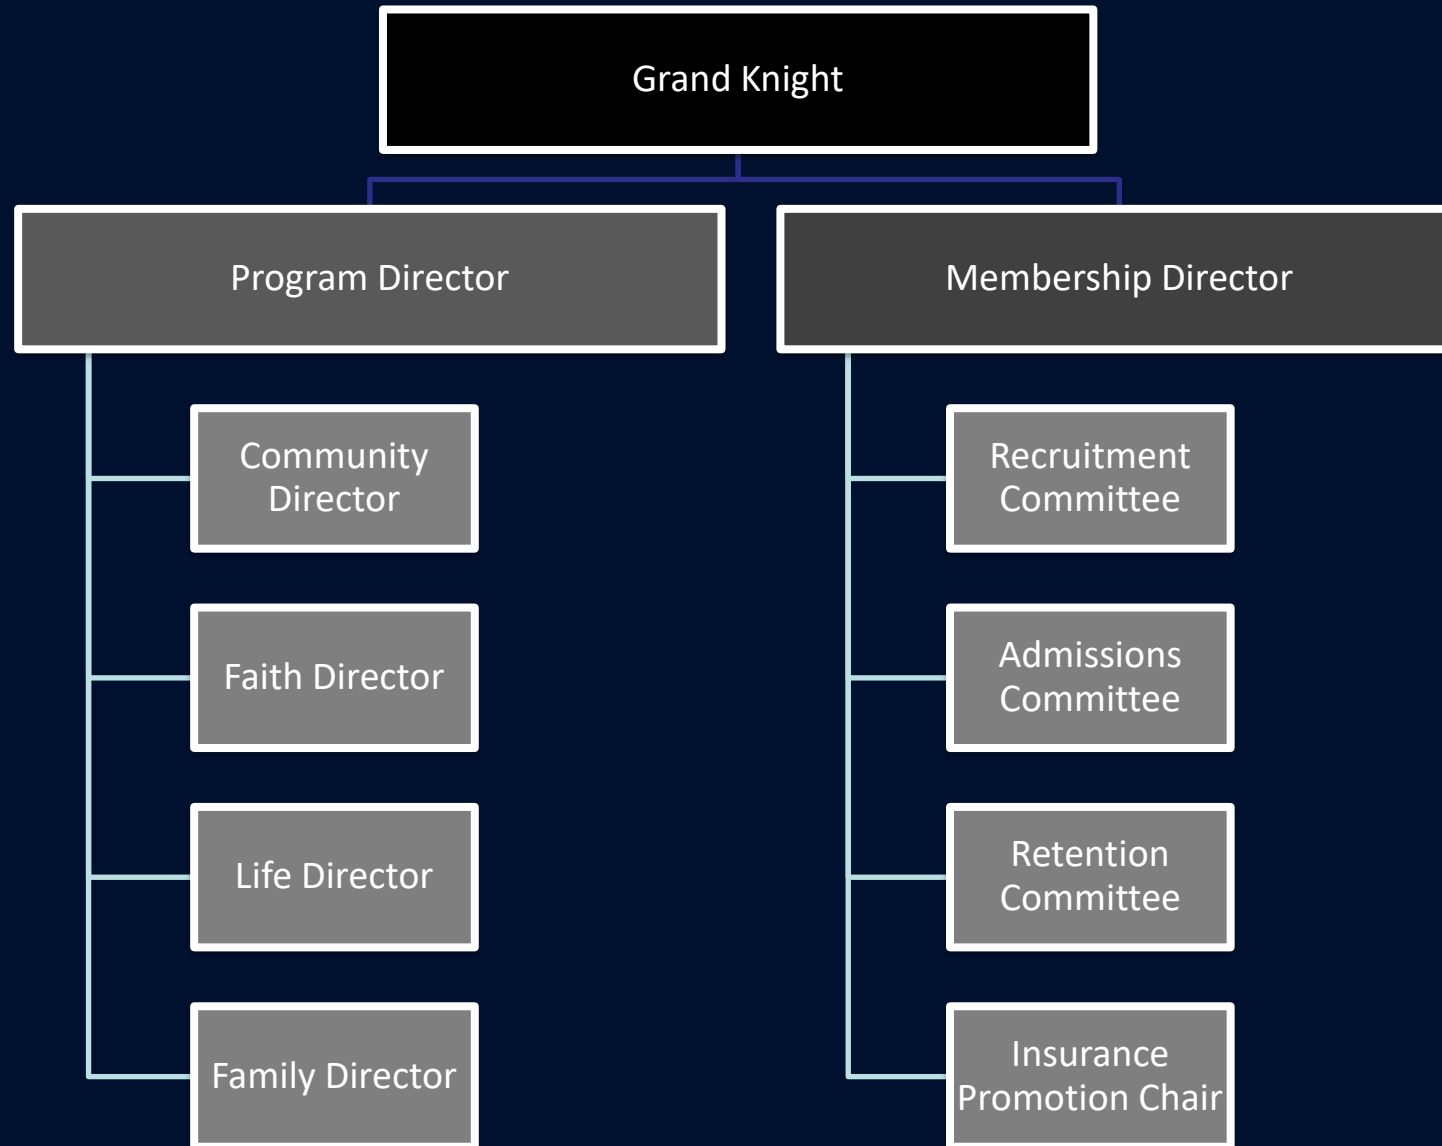 Grand Knight
Program Director
Membership Director
Community
Director
Recruitment
Committee
Faith Director
Admissions
Committee
Life Director
Retention
Committee
Family Director
Insurance
Promotion Chair